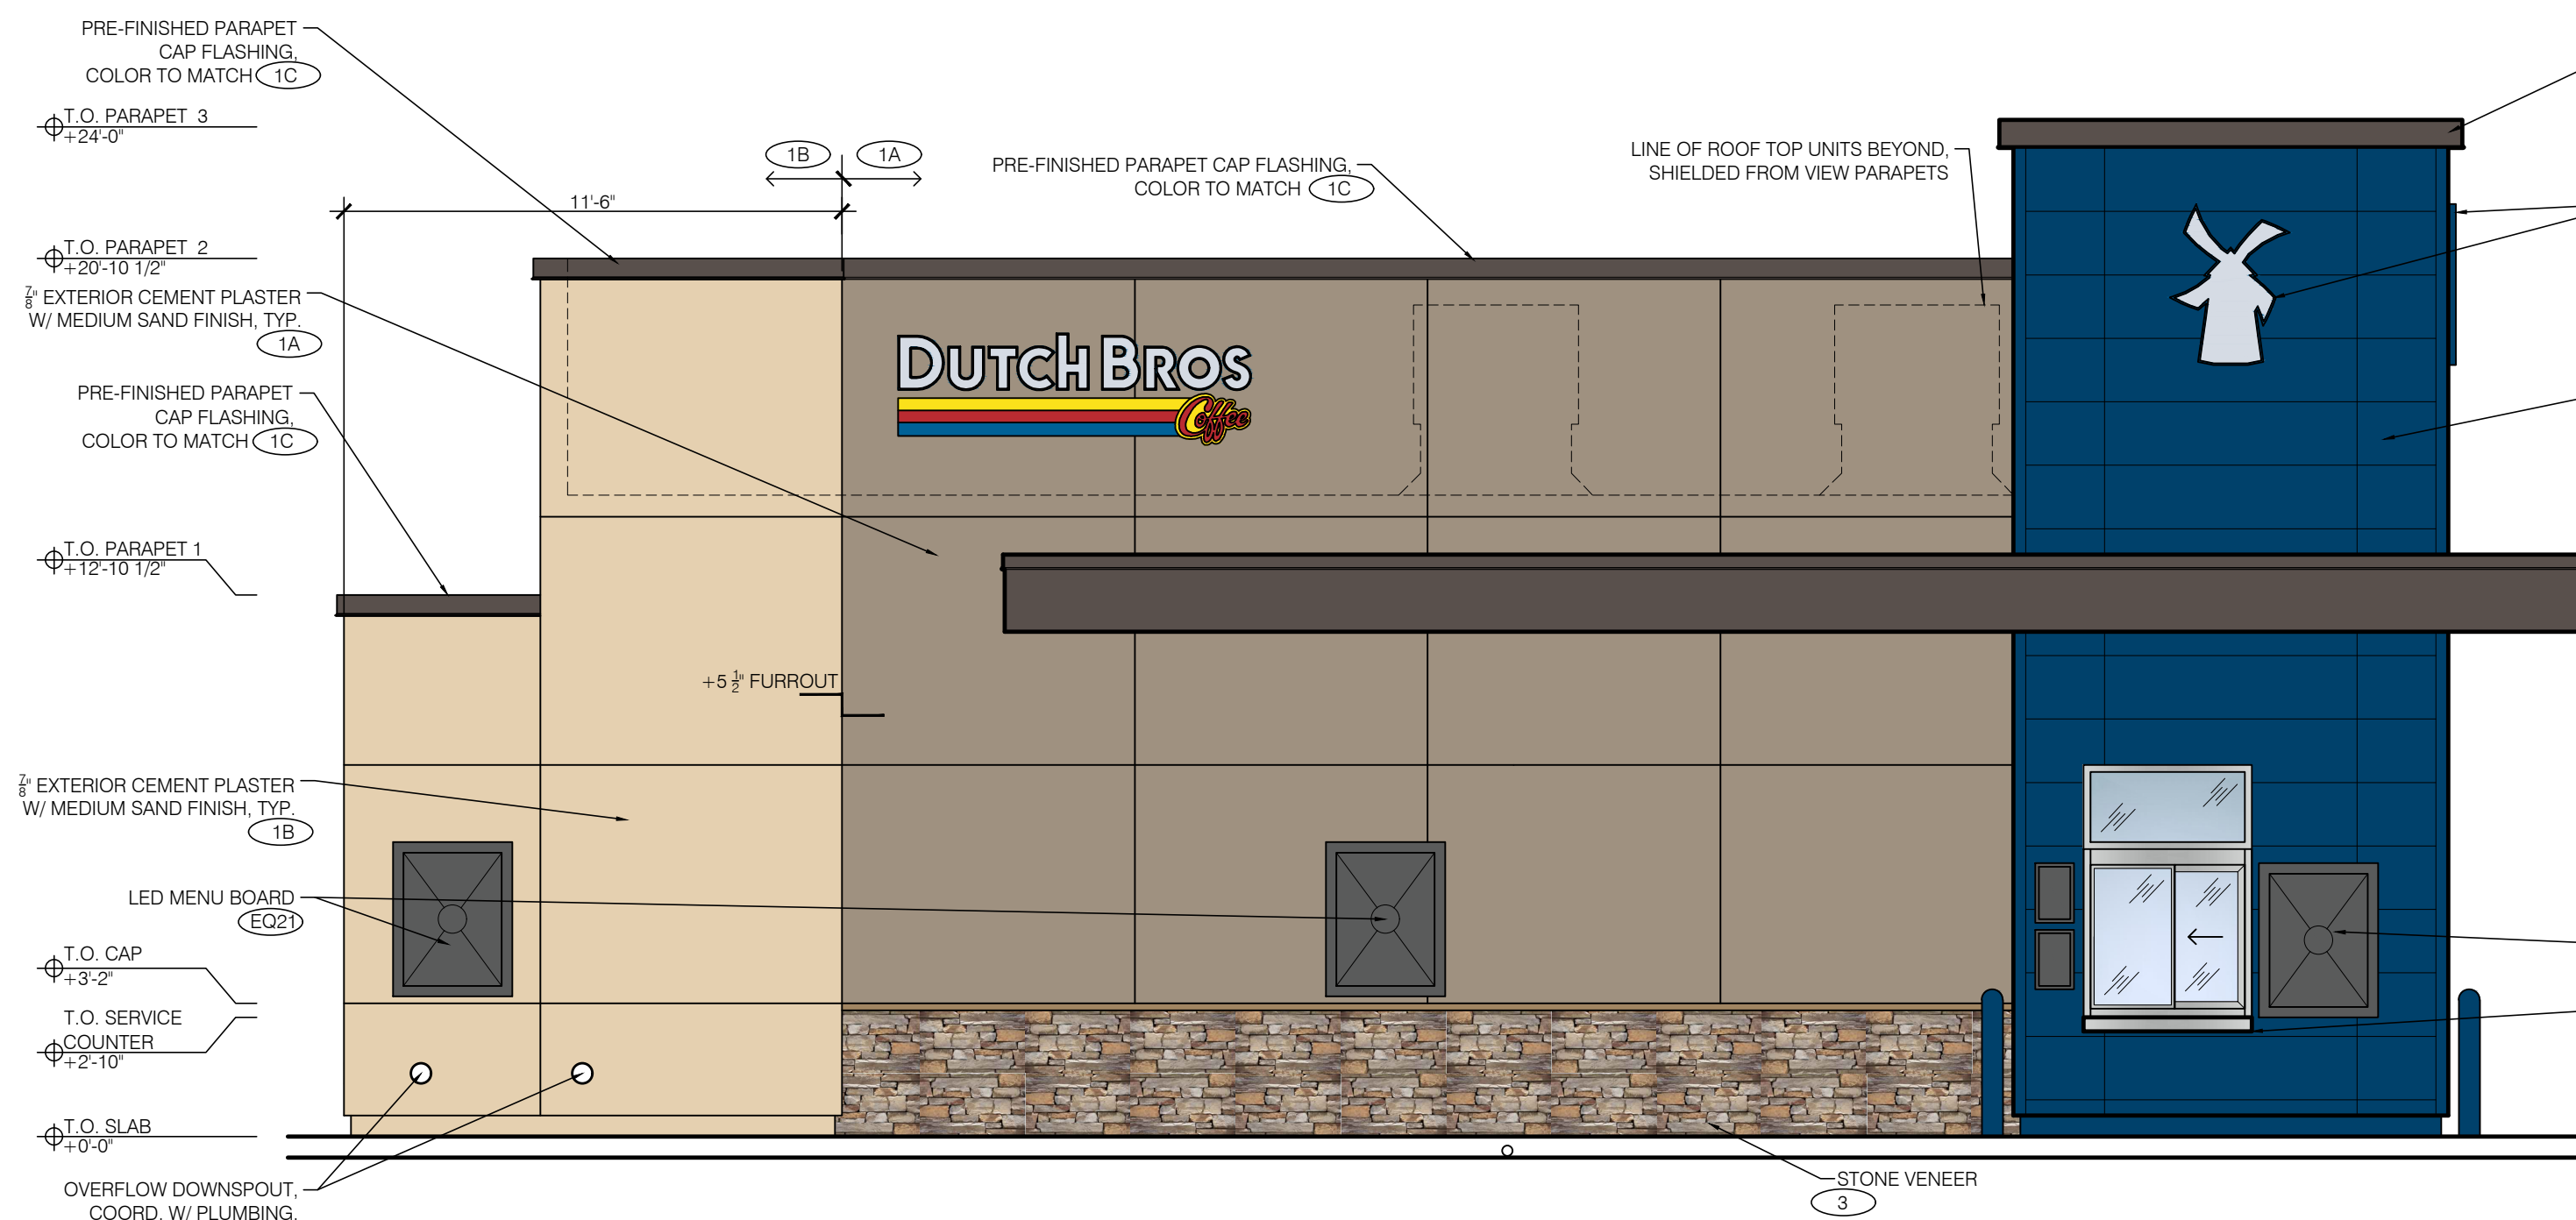 PRE-FINISHED PARAPET
CAP FLASHING,
COLOR TO MATCH 1C
T.O. PARAPET 3
+24'-0"
1B 1A
11'-6"
PRE-FINISHED PARAPET CAP FLASHING,
COLOR TO MATCH 1C
LINE OF ROOF TOP UNITS BEYOND,
SHIELDED FROM VIEW PARAPETS
T.O. PARAPET 2
+20'-10 1/2"
7/8" EXTERIOR CEMENT PLASTER
W/ MEDIUM SAND FINISH, TYP.
1A
DUTCH BROS
Coffee
PRE-FINISHED PARAPET
CAP FLASHING,
COLOR TO MATCH 1C
T.O. PARAPET 1
+12'-10 1/2"
+5 1/2" FURROUT
7/8" EXTERIOR CEMENT PLASTER
W/ MEDIUM SAND FINISH, TYP.
1B
LED MENU BOARD
EQ21
T.O. CAP
+3'-2"
T.O. SERVICE
COUNTER
+2'-10"
T.O. SLAB
+0'-0"
OVERFLOW DOWNSPOUT,
COORD. W/ PLUMBING.
STONE VENEER
3